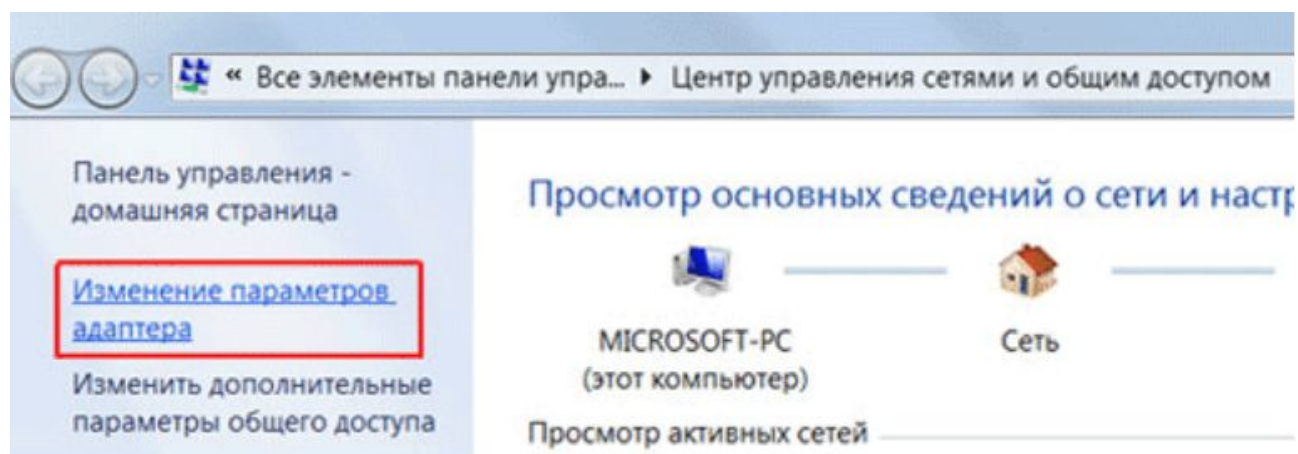 « Все элементы панели упра... ▸ Центр управления сетями и общим доступом
Панель управления -
домашняя страница
Изменение параметров
адаптера
Изменить дополнительные
параметры общего доступа
Просмотр основных сведений о сети и настр
MICROSOFT-PC
(этот компьютер)
Сеть
Просмотр активных сетей